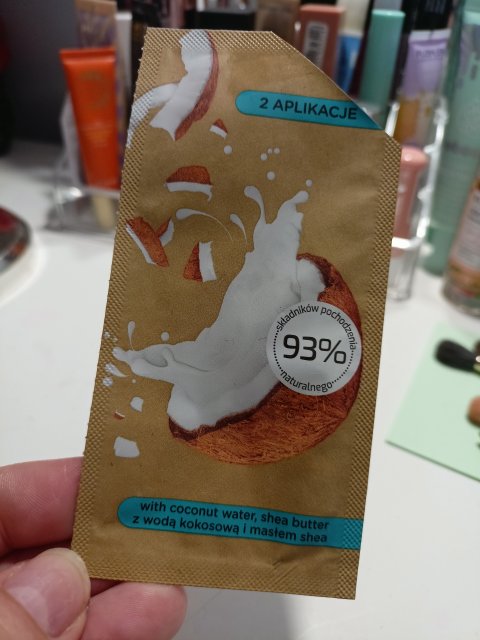 2 APLIKACJE
składników pochodzenia
93%
naturalnego
with coconut water, shea butter
z wodą kokosową i masłem shea